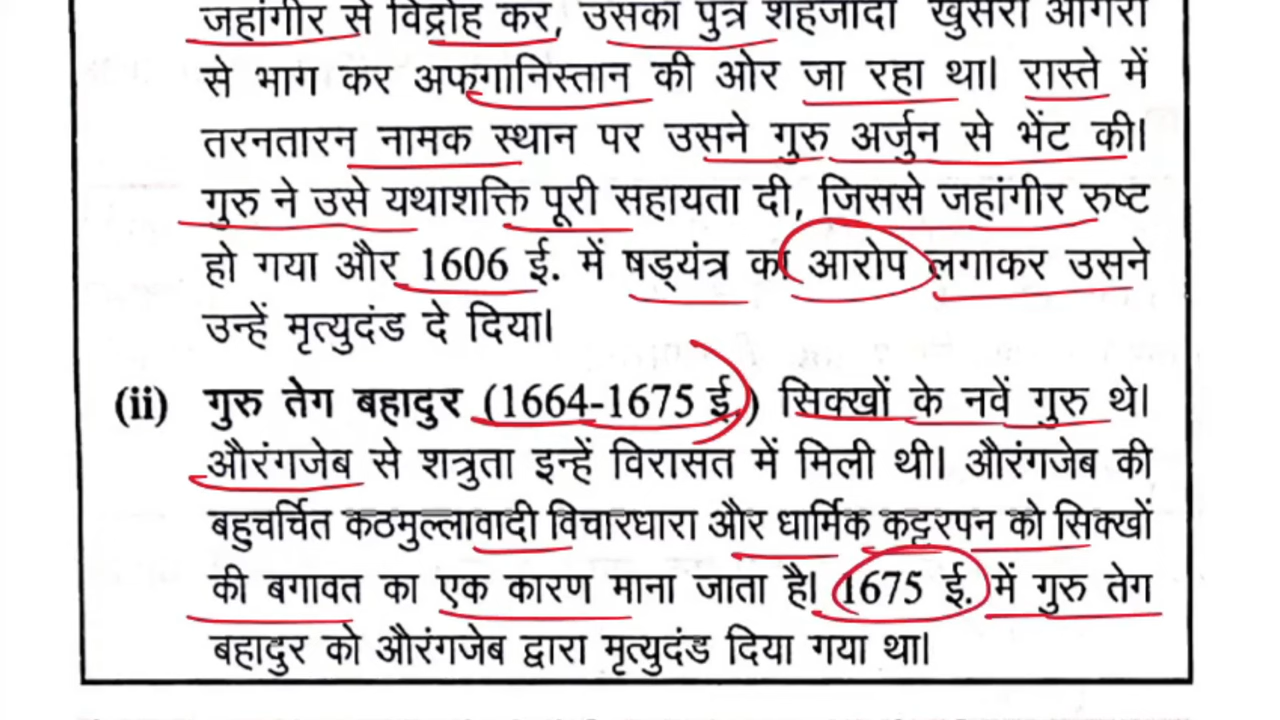 जहांगीर से विद्रोह कर, उसका पुत्र शहजादा खुसरो आगरा
से भाग कर अफगानिस्तान की ओर जा रहा था। रास्ते में
तरनतारन नामक स्थान पर उसने गुरु अर्जुन से भेंट की।
गुरु ने उसे यथाशक्ति पूरी सहायता दी, जिससे जहांगीर रुष्ट
हो गया और 1606 ई. में षड्यंत्र का आरोप लगाकर उसने
उन्हें मृत्युदंड दे दिया।
(ii) गुरु तेग बहादुर (1664-1675 ई.) सिक्खों के नवें गुरु थे।
औरंगजेब से शत्रुता इन्हें विरासत में मिली थी। औरंगजेब की
बहुचर्चित कठमुल्लावादी विचारधारा और धार्मिक कट्टरपन को सिक्खों
की बगावत का एक कारण माना जाता है। 1675 ई. में गुरु तेग
बहादुर को औरंगजेब द्वारा मृत्युदंड दिया गया था।